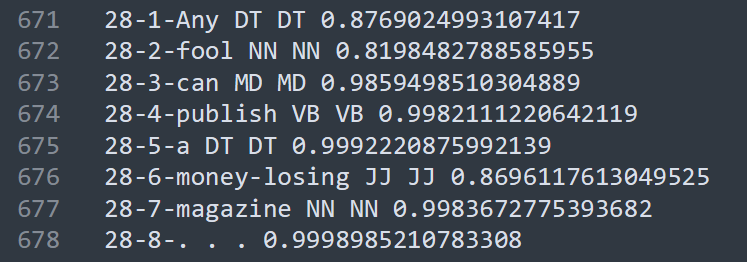 671 28-1-Any DT DT 0.8769024993107417
672 28-2-fool NN NN 0.8198482788585955
673 28-3-can MD MD 0.9859498510304889
674 28-4-publish VB VB 0.9982111220642119
675 28-5-a DT DT 0.9992220875992139
676 28-6-money-losing JJ JJ 0.8696117613049525
677 28-7-magazine NN NN 0.9983672775393682
678 28-8-. . . 0.9998985210783308